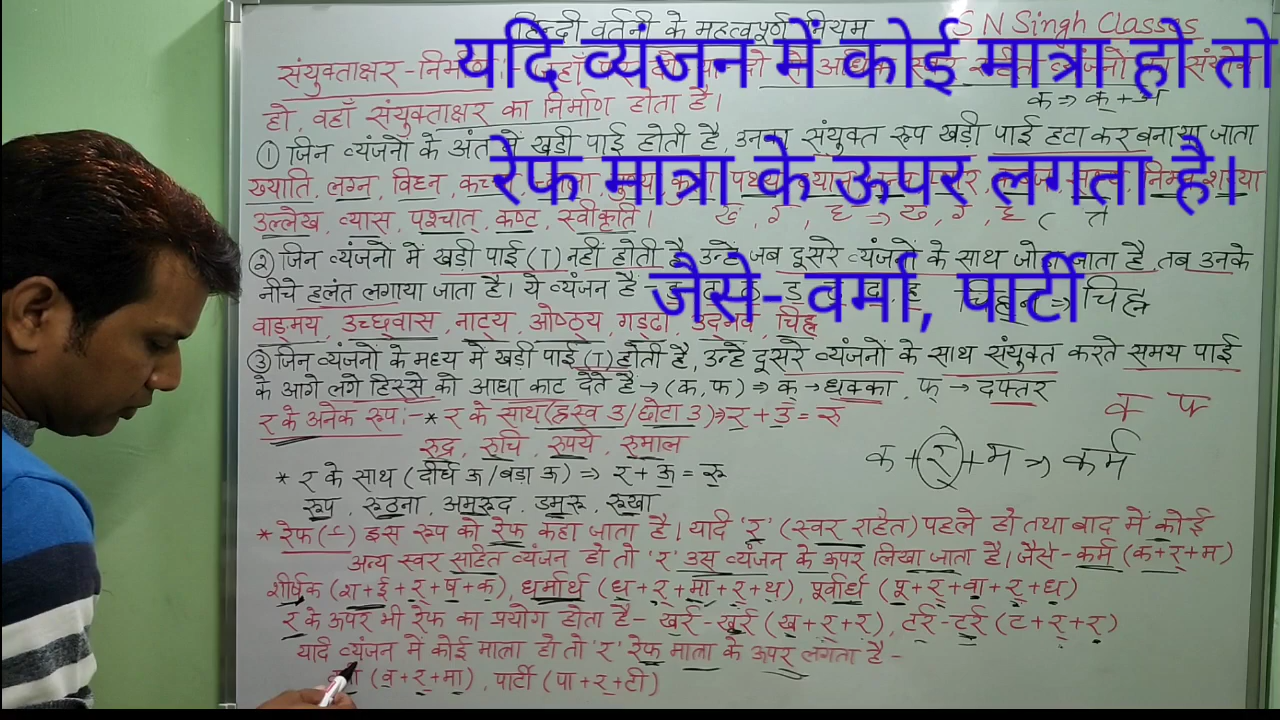 हिन्दी वर्तनी के महत्वपूर्ण नियम
S N Singh Classes
यदि व्यंजन में कोई मात्रा हो तो
रेफ मात्रा के ऊपर लगता है।
जैसे- वर्मा, पार्टी
संयुक्ताक्षर-निर्माण
हो, वहाँ संयुक्ताक्षर का निर्माण होता है।
क => क् + अ
① जिन व्यंजनों के अंत में खड़ी पाई होती है, उनका संयुक्त रूप खड़ी पाई हटा कर बनाया जाता
ख्याति, लग्न, विघ्न,
उल्लेख, व्यास, पश्चात्, कष्ट, स्वीकृति।
② जिन व्यंजनों में खड़ी पाई (ा) नहीं होती है, उन्हें जब दूसरे व्यंजनों के साथ जोड़ा जाता है, तब उनके
नीचे हलंत लगाया जाता है। ये व्यंजन है -
चिह्न => चिह्न
वाङ्मय, उच्छ्वास, नाट्य, ओष्ठ्य, गड्ढा, उद्भव, चिह्न
③ जिन व्यंजनों के मध्य में खड़ी पाई (ा) होती है, उन्हें दूसरे व्यंजनों के साथ संयुक्त करते समय पाई
के आगे लगे हिस्से को आधा काट देते हैं → (क, फ) => क् → धक्का, फ् → दफ्तर
र के अनेक रूप:- * र के साथ (ह्रस्व उ/छोटा उ) => र + उ = रु
रुद्र, रुचि, रुपये, रुमाल
क + र् + म => कर्म
* र के साथ (दीर्घ ऊ/बड़ा ऊ) => र + ऊ = रू
रूप, रूठना, अमरूद, डमरू, रूखा
* रेफ (र्) इस रूप को रेफ कहा जाता है। यदि 'र्' (स्वर रहित) पहले हो तथा बाद में कोई
अन्य स्वर सहित व्यंजन हो तो 'र' उस व्यंजन के ऊपर लिखा जाता है। जैसे - कर्म (क+र्+म)
शीर्षक (श+ई+र्+ष+क), धर्मार्थ (ध+र्+मा+र्+थ), पूर्वार्ध (पू+र्+वा+र्+ध)
र के ऊपर भी रेफ का प्रयोग होता है - खर्र-खर्र (ख+र्+र), टर्र-टर्र (ट+र्+र)
यदि व्यंजन में कोई मात्रा हो तो 'र' रेफ मात्रा के ऊपर लगता है -
(व+र्+मा), पार्टी (पा+र्+टी)